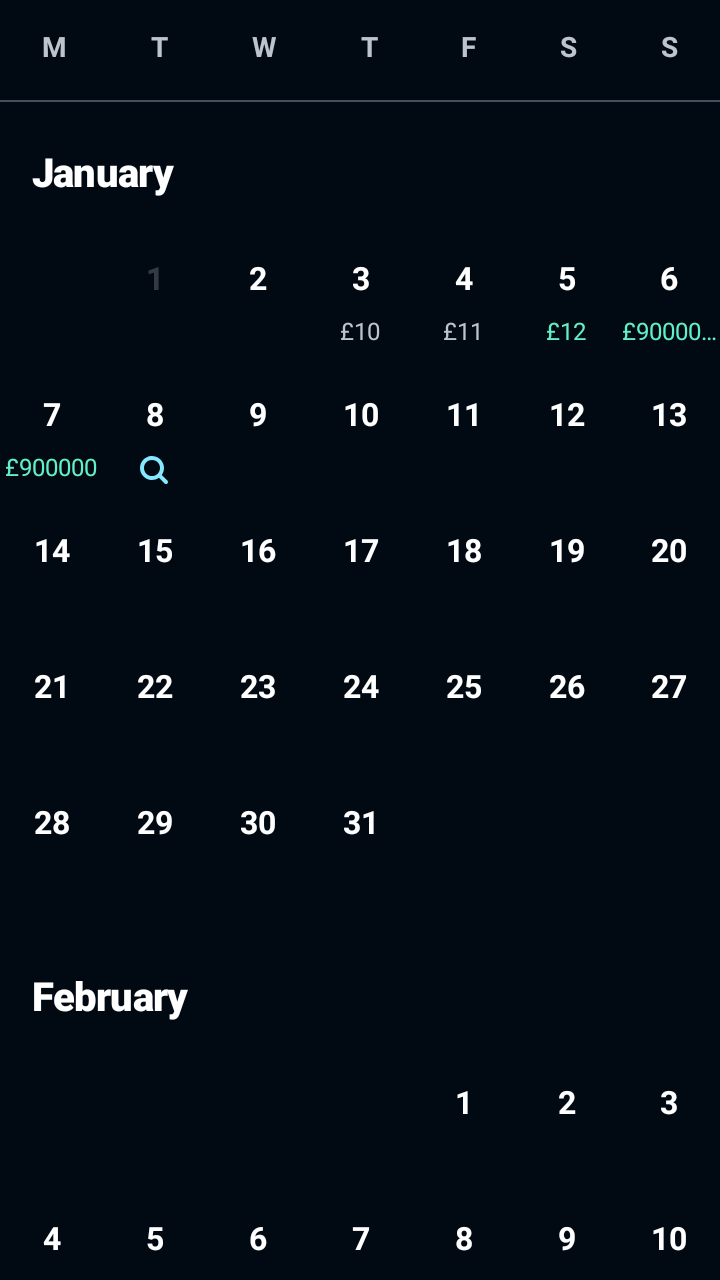 M T W T F S S
January
1 2 3 4 5 6
£10 £11 £12 £90000...
7 8 9 10 11 12 13
£900000
14 15 16 17 18 19 20
21 22 23 24 25 26 27
28 29 30 31
February
1 2 3
4 5 6 7 8 9 10